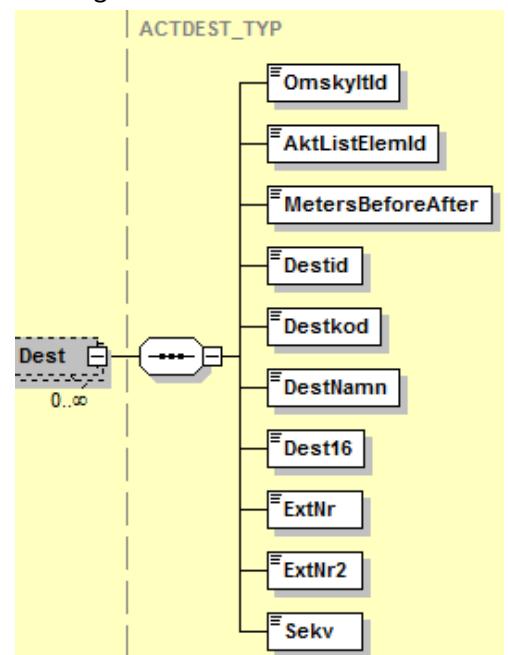 ACTDEST_TYP
OmskyltId
AktListElemId
MetersBeforeAfter
Destid
Destkod
Dest
0..∞
DestNamn
Dest16
ExtNr
ExtNr2
Sekv